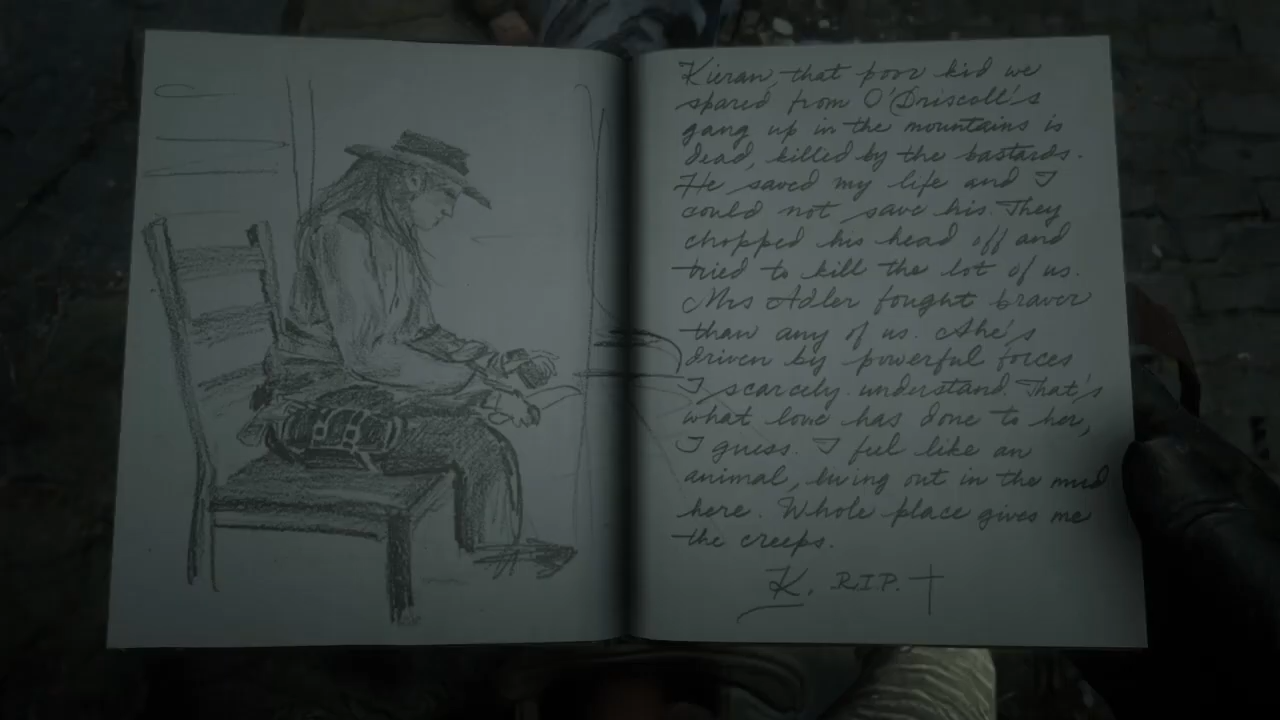 Kieran, that poor kid we
spared from O'Driscoll's
gang up in the mountains is
dead, killed by the bastards.
He saved my life and I
could not save his. They
chopped his head off and
tried to kill the lot of us.
Mrs Adler fought braver
than any of us. She's
driven by powerful forces
I scarcely understand. That's
what love has done to her,
I guess. I feel like an
animal, living out in the mud
here. Whole place gives me
the creeps.
K. R.I.P. †